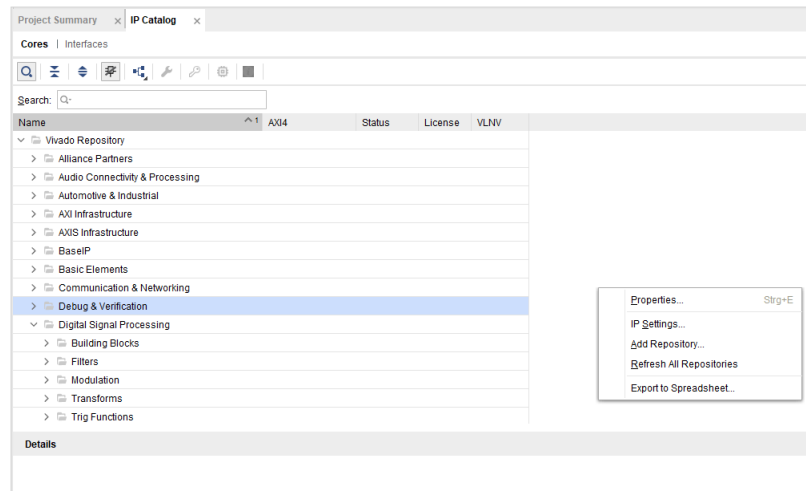 Project Summary × IP Catalog ×
Cores | Interfaces
Search: Q-
Name 1 AXI4 Status License VLNV
Vivado Repository
Alliance Partners
Audio Connectivity & Processing
Automotive & Industrial
AXI Infrastructure
AXIS Infrastructure
BaseIP
Basic Elements
Communication & Networking
Debug & Verification
Digital Signal Processing
Building Blocks
Filters
Modulation
Transforms
Trig Functions
Properties... Strg+E
IP Settings...
Add Repository...
Refresh All Repositories
Export to Spreadsheet...
Details